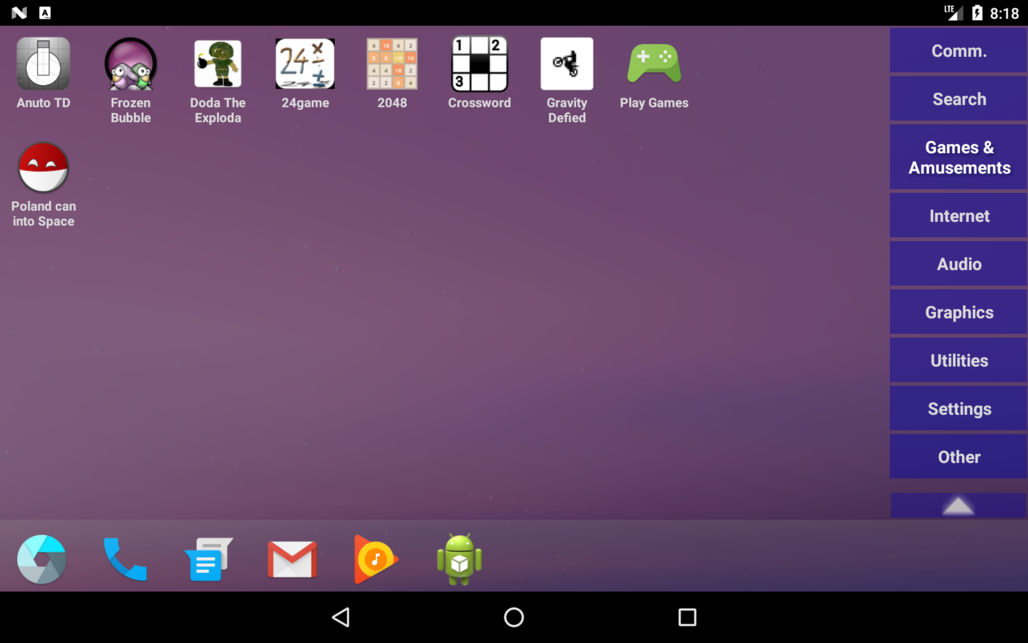 LTE 8:18
Anuto TD
Frozen
Bubble
Doda The
Exploda
24game
2048
Crossword
Gravity
Defied
Play Games
Poland can
into Space
Comm.
Search
Games &
Amusements
Internet
Audio
Graphics
Utilities
Settings
Other